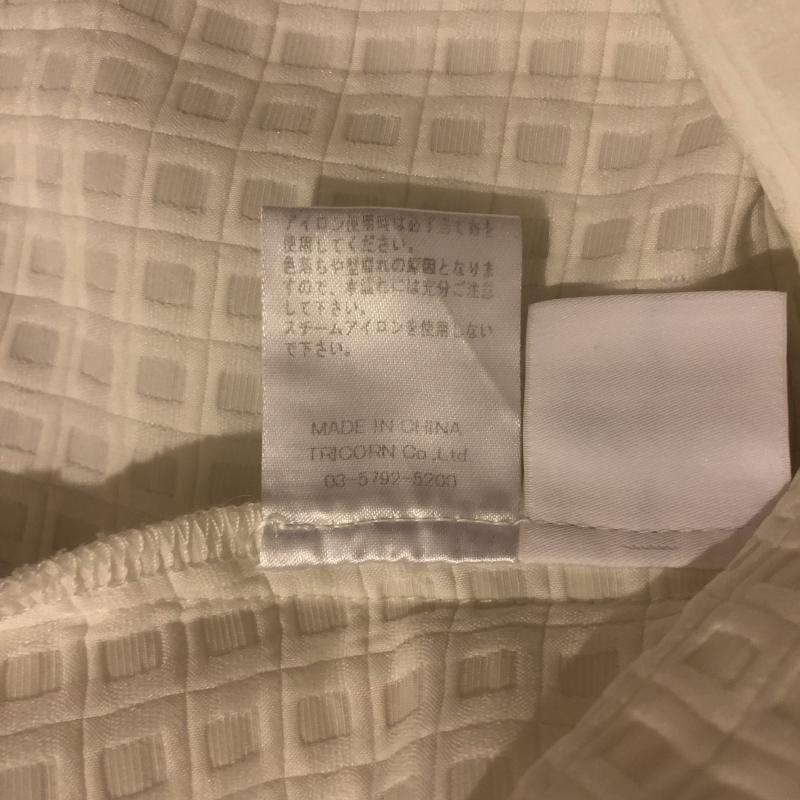 アイロン使用時は必ず当て布を
使用してください。
色落ちや型崩れの原因となりま
すので、水濡れには充分ご注意
して下さい。
スチームアイロンを使用しない
で下さい。
MADE IN CHINA
TRICORN Co.,Ltd
03-5792-5200